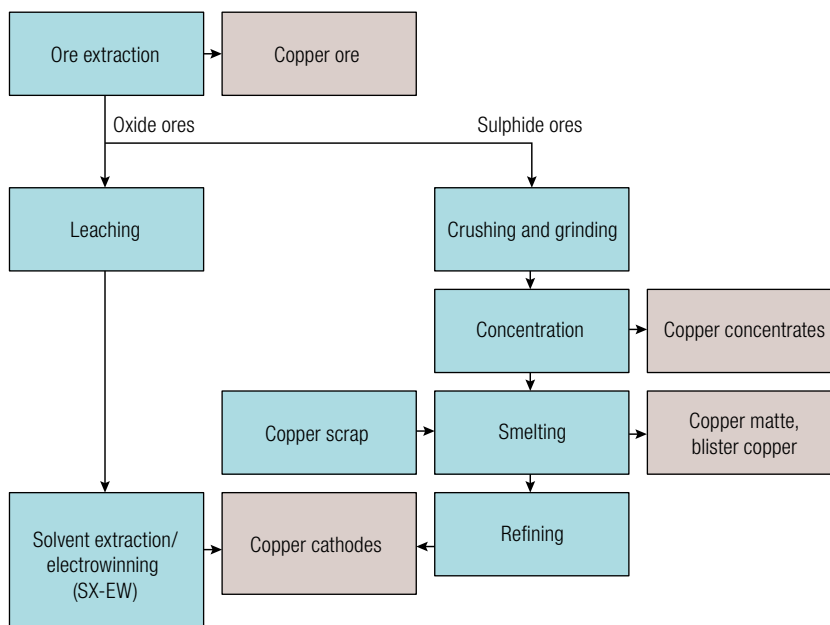 Ore extraction
Copper ore
Oxide ores
Sulphide ores
Leaching
Crushing and grinding
Concentration
Copper concentrates
Copper scrap
Smelting
Copper matte,
blister copper
Solvent extraction/
electrowinning
(SX-EW)
Copper cathodes
Refining